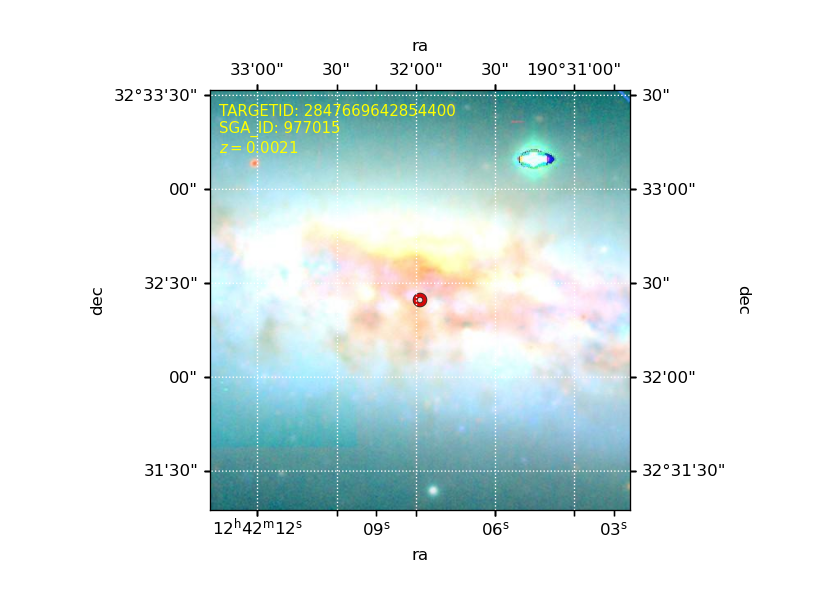 ra
33'00" 30" 32'00" 30" 190°31'00"
32°33'30" 30"
TARGETID: 2847669642854400
SGA_ID: 977015
z = 0.0021
00" 33'00"
32'30" 30"
dec dec
00" 32'00"
31'30" 32°31'30"
12ʰ42ᵐ12ˢ 09ˢ 06ˢ 03ˢ
ra